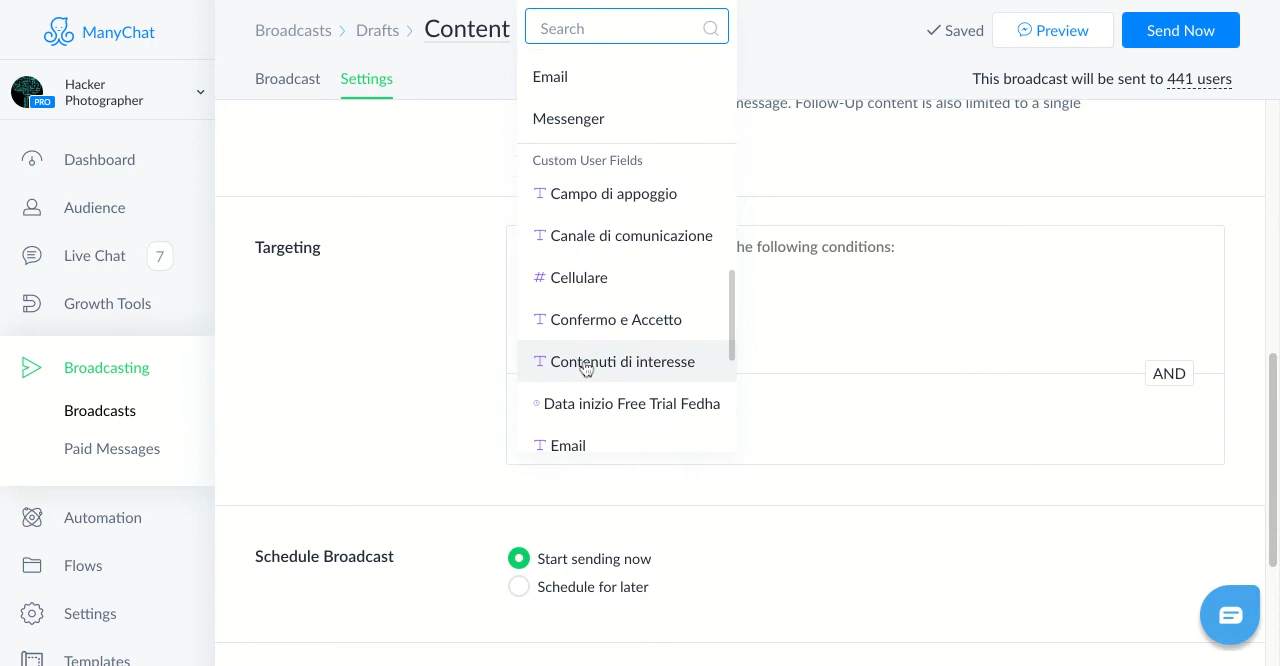 ManyChat
Hacker
Photographer
PRO
Dashboard
Audience
Live Chat 7
Growth Tools
Broadcasting
Broadcasts
Paid Messages
Automation
Flows
Settings
Templates
Broadcasts Drafts Content
Saved Preview Send Now
Broadcast Settings
This broadcast will be sent to 441 users
message. Follow-Up content is also limited to a single
Search
Email
Messenger
Custom User Fields
Campo di appoggio
Canale di comunicazione
# Cellulare
Confermo e Accetto
Contenuti di interesse
Data inizio Free Trial Fedha
Email
Targeting
he following conditions:
AND
Schedule Broadcast
Start sending now
Schedule for later